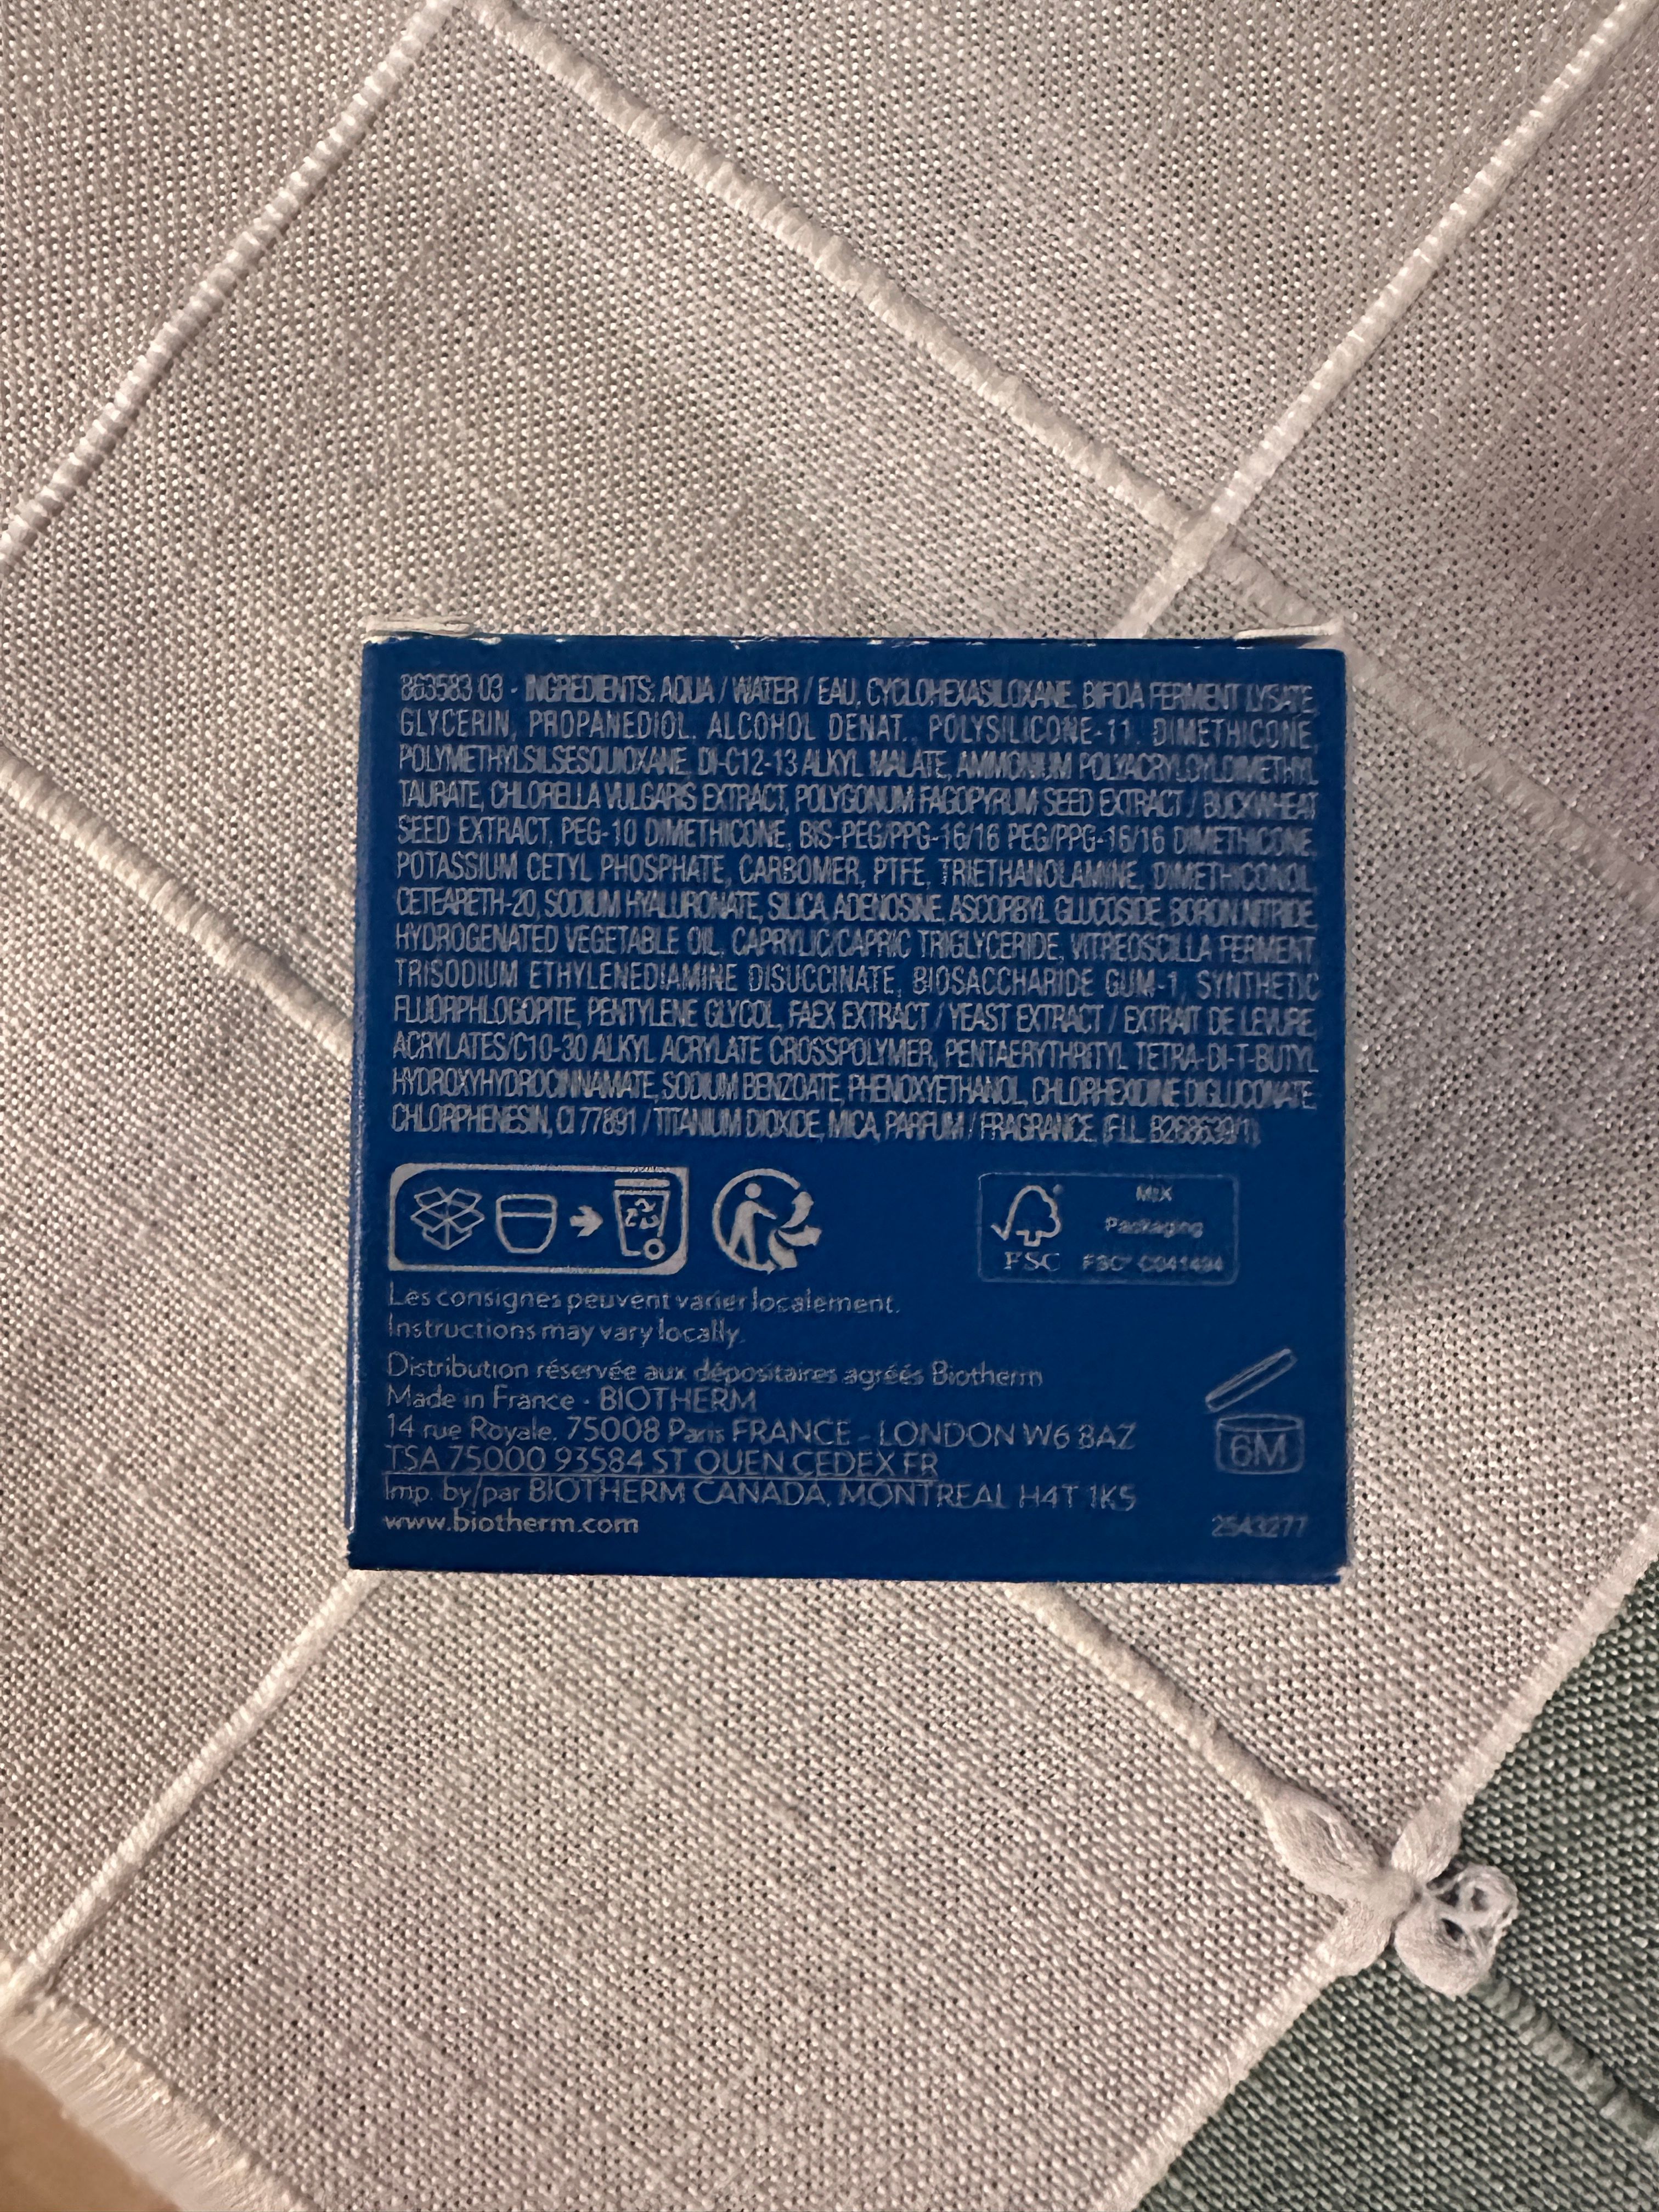 863583 03 - INGREDIENTS: AQUA / WATER / EAU, CYCLOHEXASILOXANE, BIFIDA FERMENT LYSATE,
GLYCERIN, PROPANEDIOL, ALCOHOL DENAT., POLYSILICONE-11, DIMETHICONE,
POLYMETHYLSILSESQUIOXANE, DI-C12-13 ALKYL MALATE, AMMONIUM POLYACRYLOYLDIMETHYL
TAURATE, CHLORELLA VULGARIS EXTRACT, POLYGONUM FAGOPYRUM SEED EXTRACT / BUCKWHEAT
SEED EXTRACT, PEG-10 DIMETHICONE, BIS-PEG/PPG-16/16 PEG/PPG-16/16 DIMETHICONE,
POTASSIUM CETYL PHOSPHATE, CARBOMER, PTFE, TRIETHANOLAMINE, DIMETHICONOL,
CETEARETH-20, SODIUM HYALURONATE, SILICA, ADENOSINE, ASCORBYL GLUCOSIDE, BORON NITRIDE,
HYDROGENATED VEGETABLE OIL, CAPRYLIC/CAPRIC TRIGLYCERIDE, VITREOSCILLA FERMENT,
TRISODIUM ETHYLENEDIAMINE DISUCCINATE, BIOSACCHARIDE GUM-1, SYNTHETIC
FLUORPHLOGOPITE, PENTYLENE GLYCOL, FAEX EXTRACT / YEAST EXTRACT / EXTRAIT DE LEVURE,
ACRYLATES/C10-30 ALKYL ACRYLATE CROSSPOLYMER, PENTAERYTHRITYL TETRA-DI-T-BUTYL
HYDROXYHYDROCINNAMATE, SODIUM BENZOATE, PHENOXYETHANOL, CHLORHEXIDINE DIGLUCONATE,
CHLORPHENESIN, CI 77891 / TITANIUM DIOXIDE, MICA, PARFUM / FRAGRANCE. (F.I.L. B268639/1)
FSC
MIX
Packaging
FSC® C041494
Les consignes peuvent varier localement.
Instructions may vary locally.
Distribution réservée aux dépositaires agréés Biotherm
Made in France - BIOTHERM
14 rue Royale, 75008 Paris FRANCE - LONDON W6 8AZ
TSA 75000 93584 ST OUEN CEDEX FR
Imp. by/par BIOTHERM CANADA, MONTREAL H4T 1K5
www.biotherm.com
6M
2543277